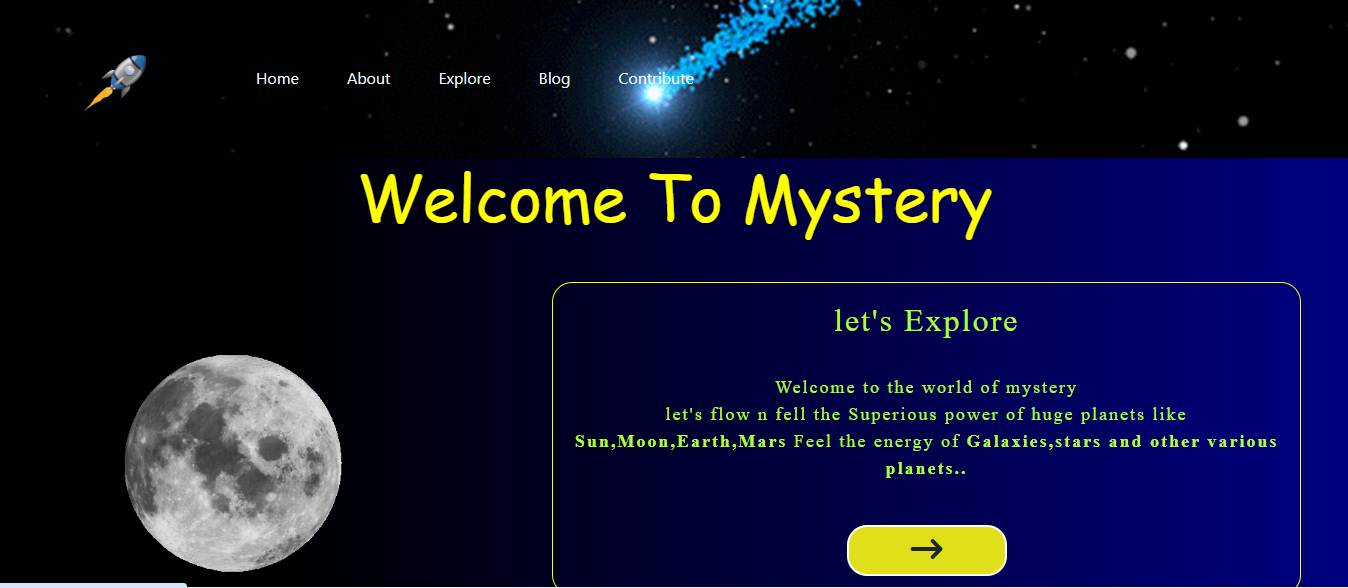 Home About Explore Blog Contribute
Welcome To Mystery
let's Explore
Welcome to the world of mystery
let's flow n fell the Superious power of huge planets like
Sun,Moon,Earth,Mars Feel the energy of Galaxies,stars and other various
planets..